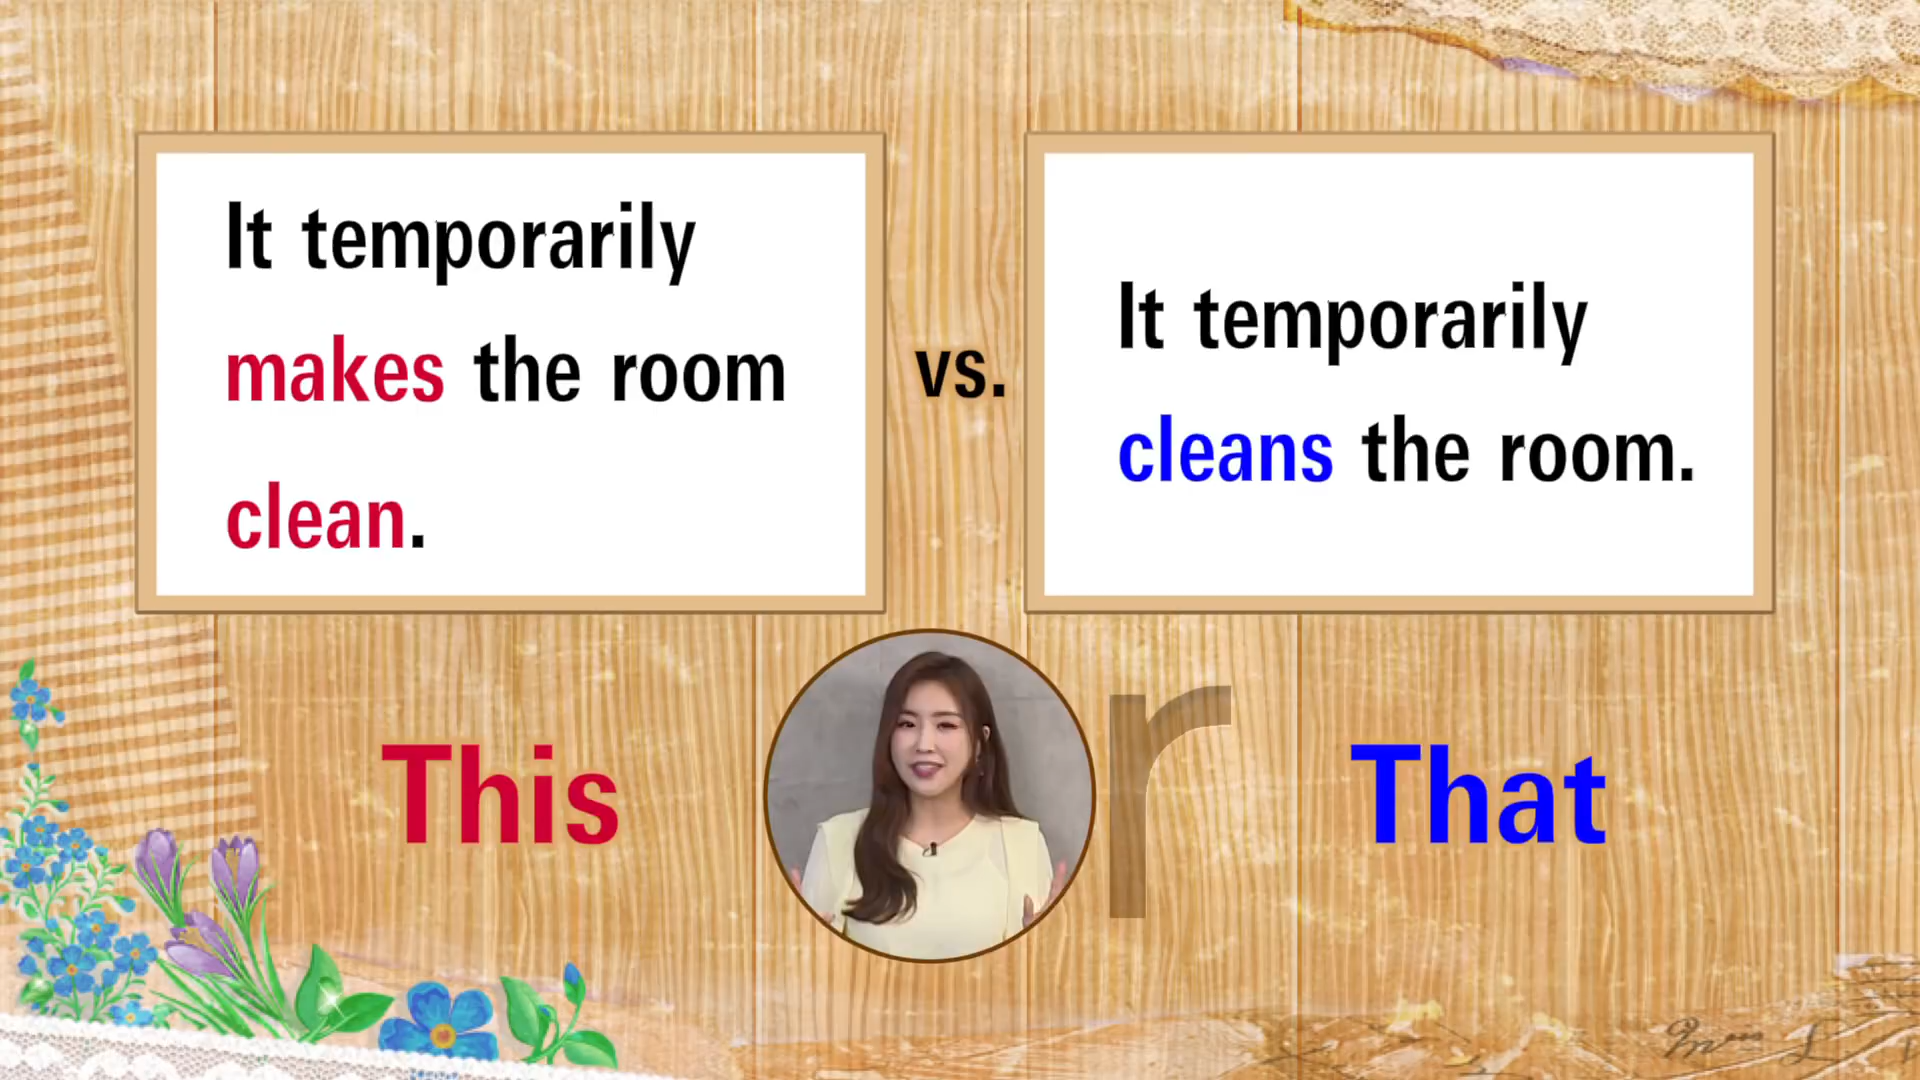 It temporarily
makes the room
clean.
vs.
It temporarily
cleans the room.
This
r
That